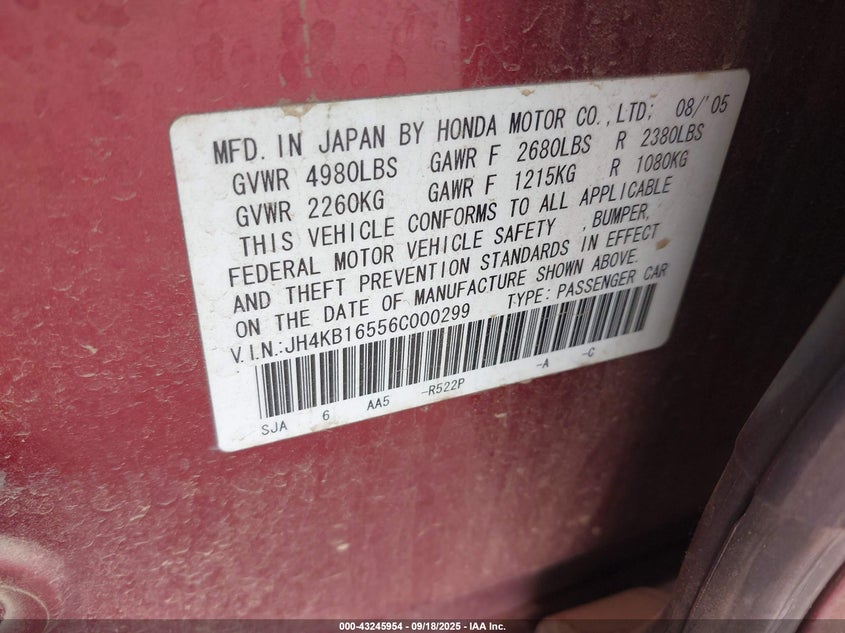 MFD. IN JAPAN BY HONDA MOTOR CO., LTD; 08/'05
GVWR 4980LBS GAWR F 2680LBS R 2380LBS
GVWR 2260KG GAWR F 1215KG R 1080KG
THIS VEHICLE CONFORMS TO ALL APPLICABLE
FEDERAL MOTOR VEHICLE SAFETY , BUMPER,
AND THEFT PREVENTION STANDARDS IN EFFECT
ON THE DATE OF MANUFACTURE SHOWN ABOVE.
V.I.N.:JH4KB16556C000299 TYPE: PASSENGER CAR
SJA 6 AA5 -R522P -A -C
000-43245954 - 09/18/2025 - IAA Inc.